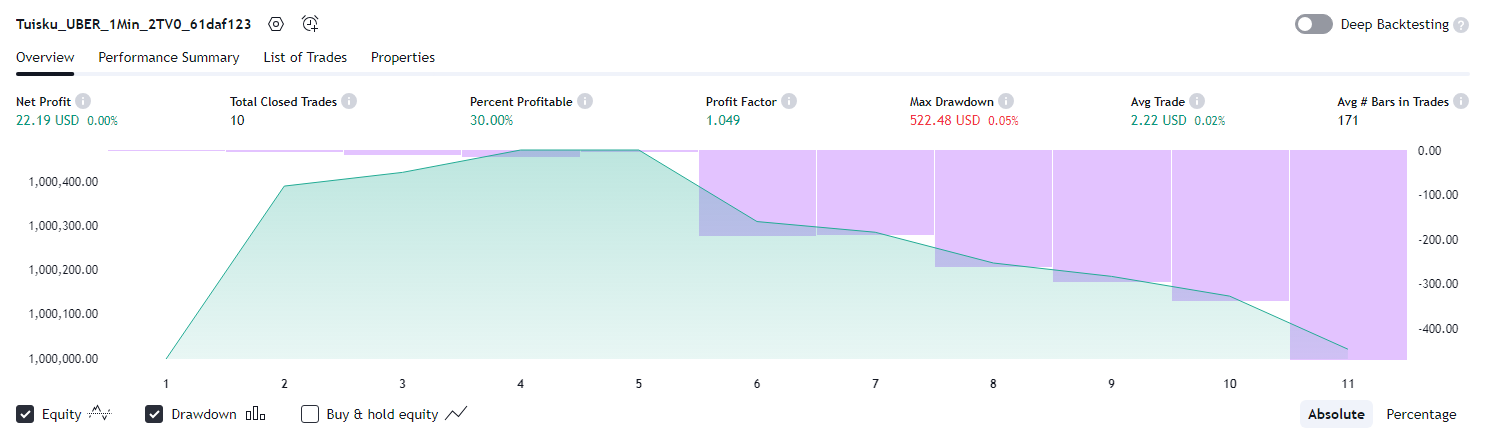 Tuisku_UBER_1Min_2TV0_61daf123 Deep Backtesting ?
Overview Performance Summary List of Trades Properties
Net Profit i Total Closed Trades i Percent Profitable i Profit Factor i Max Drawdown i Avg Trade i Avg # Bars in Trades i
22.19 USD 0.00% 10 30.00% 1.049 522.48 USD 0.05% 2.22 USD 0.02% 171
0.00
1,000,400.00 -100.00
1,000,300.00 -200.00
1,000,200.00 -300.00
1,000,100.00 -400.00
1,000,000.00
1 2 3 4 5 6 7 8 9 10 11
Equity Drawdown Buy & hold equity Absolute Percentage